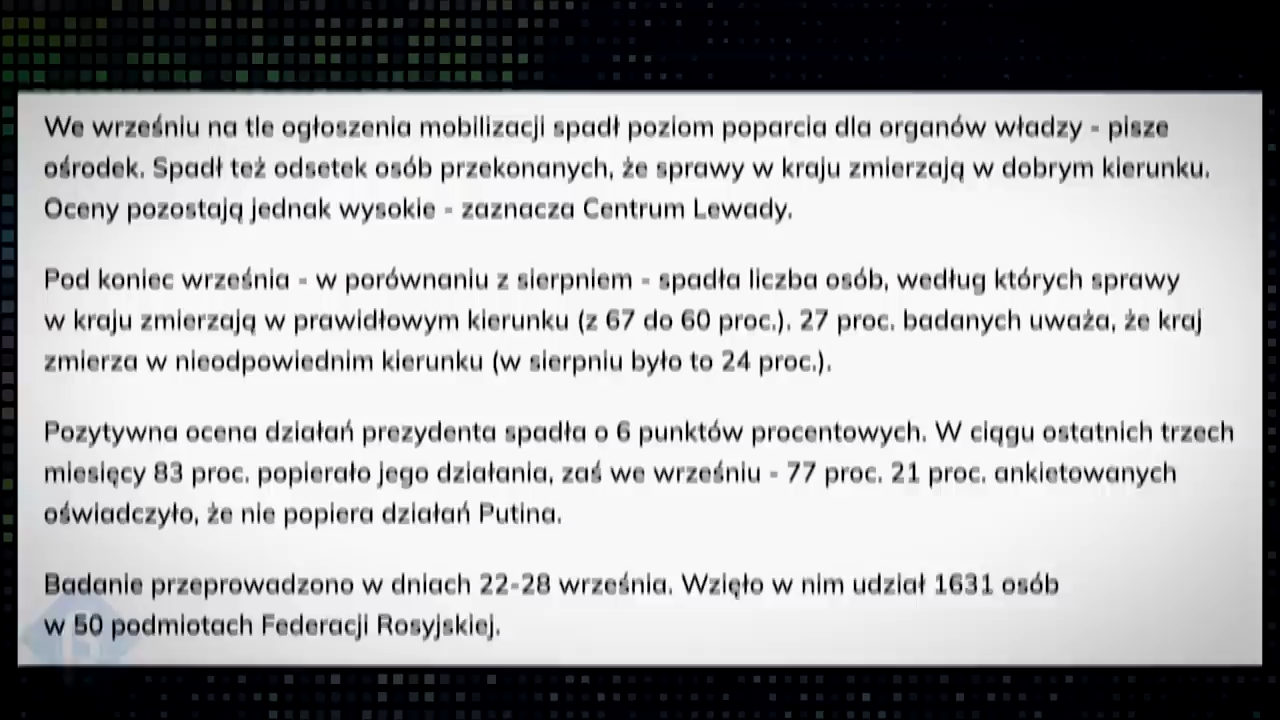 We wrześniu na tle ogłoszenia mobilizacji spadł poziom poparcia dla organów władzy - pisze
ośrodek. Spadł też odsetek osób przekonanych, że sprawy w kraju zmierzają w dobrym kierunku.
Oceny pozostają jednak wysokie - zaznacza Centrum Lewady.
Pod koniec września - w porównaniu z sierpniem - spadła liczba osób, według których sprawy
w kraju zmierzają w prawidłowym kierunku (z 67 do 60 proc.). 27 proc. badanych uważa, że kraj
zmierza w nieodpowiednim kierunku (w sierpniu było to 24 proc.).
Pozytywna ocena działań prezydenta spadła o 6 punktów procentowych. W ciągu ostatnich trzech
miesięcy 83 proc. popierało jego działania, zaś we wrześniu - 77 proc. 21 proc. ankietowanych
oświadczyło, że nie popiera działań Putina.
Badanie przeprowadzono w dniach 22-28 września. Wzięło w nim udział 1631 osób
w 50 podmiotach Federacji Rosyjskiej.